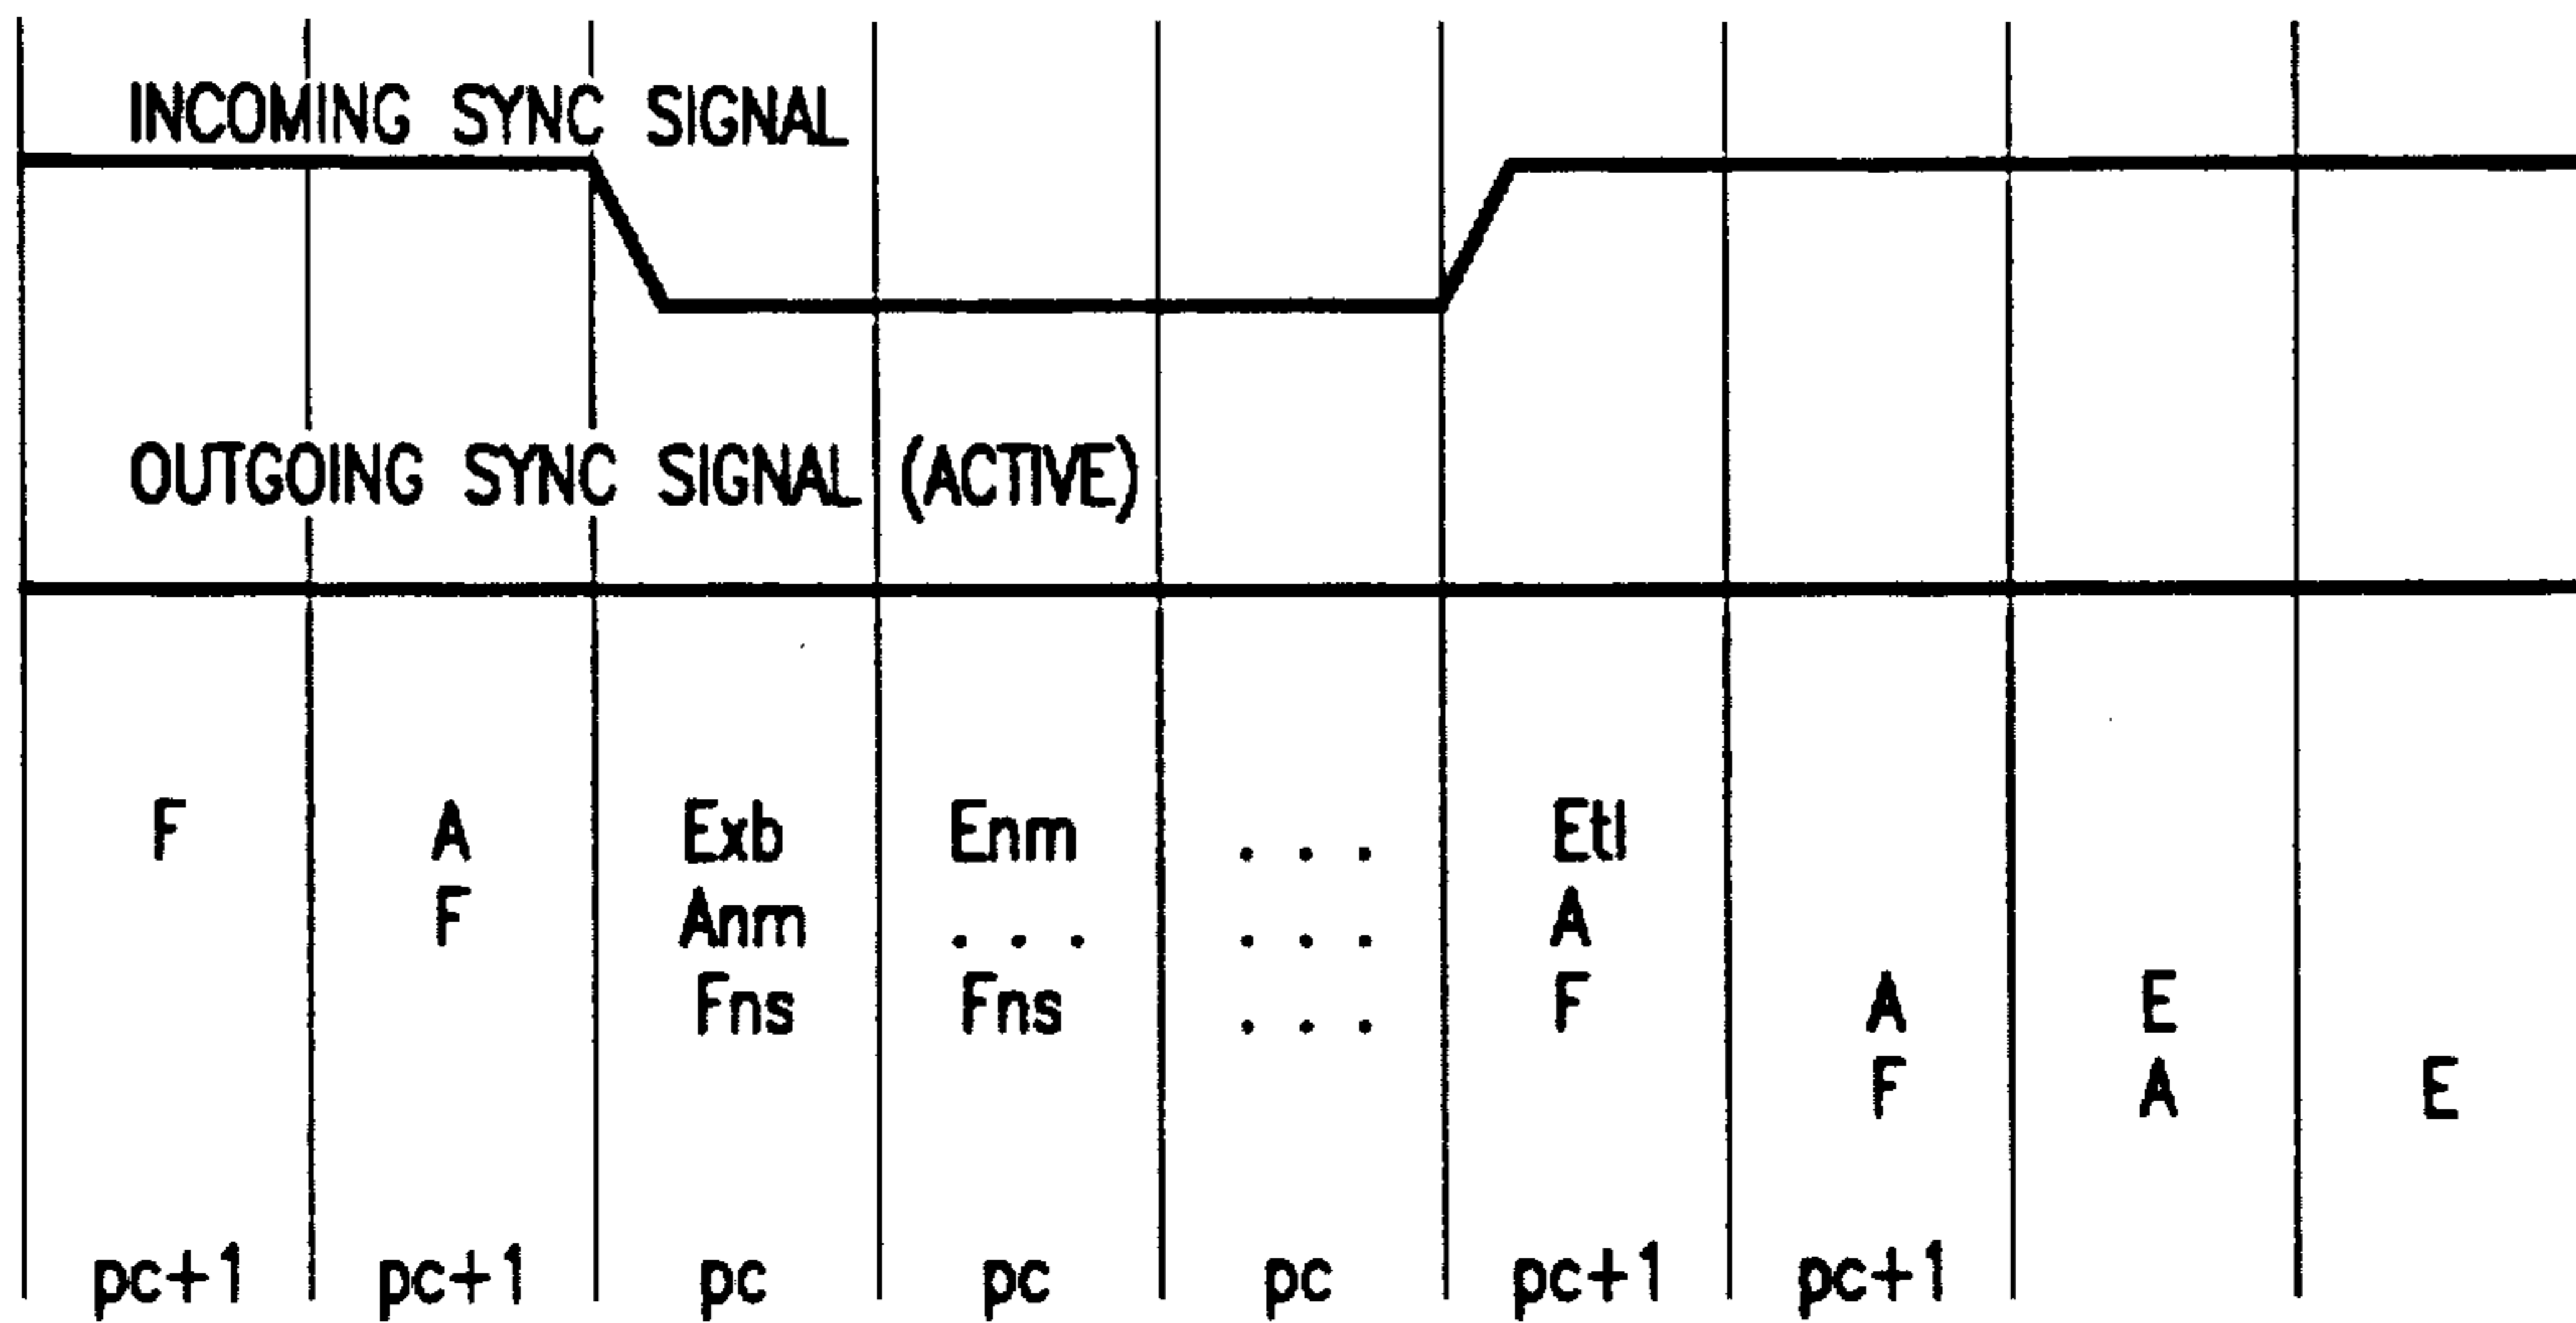 INCOMING SYNC SIGNAL
OUTGOING SYNC SIGNAL (ACTIVE)
F A Exb Enm . . . Etl
F Anm . . . . . . A
Fns Fns . . . F A E
F A E
pc+1 pc+1 pc pc pc pc+1 pc+1